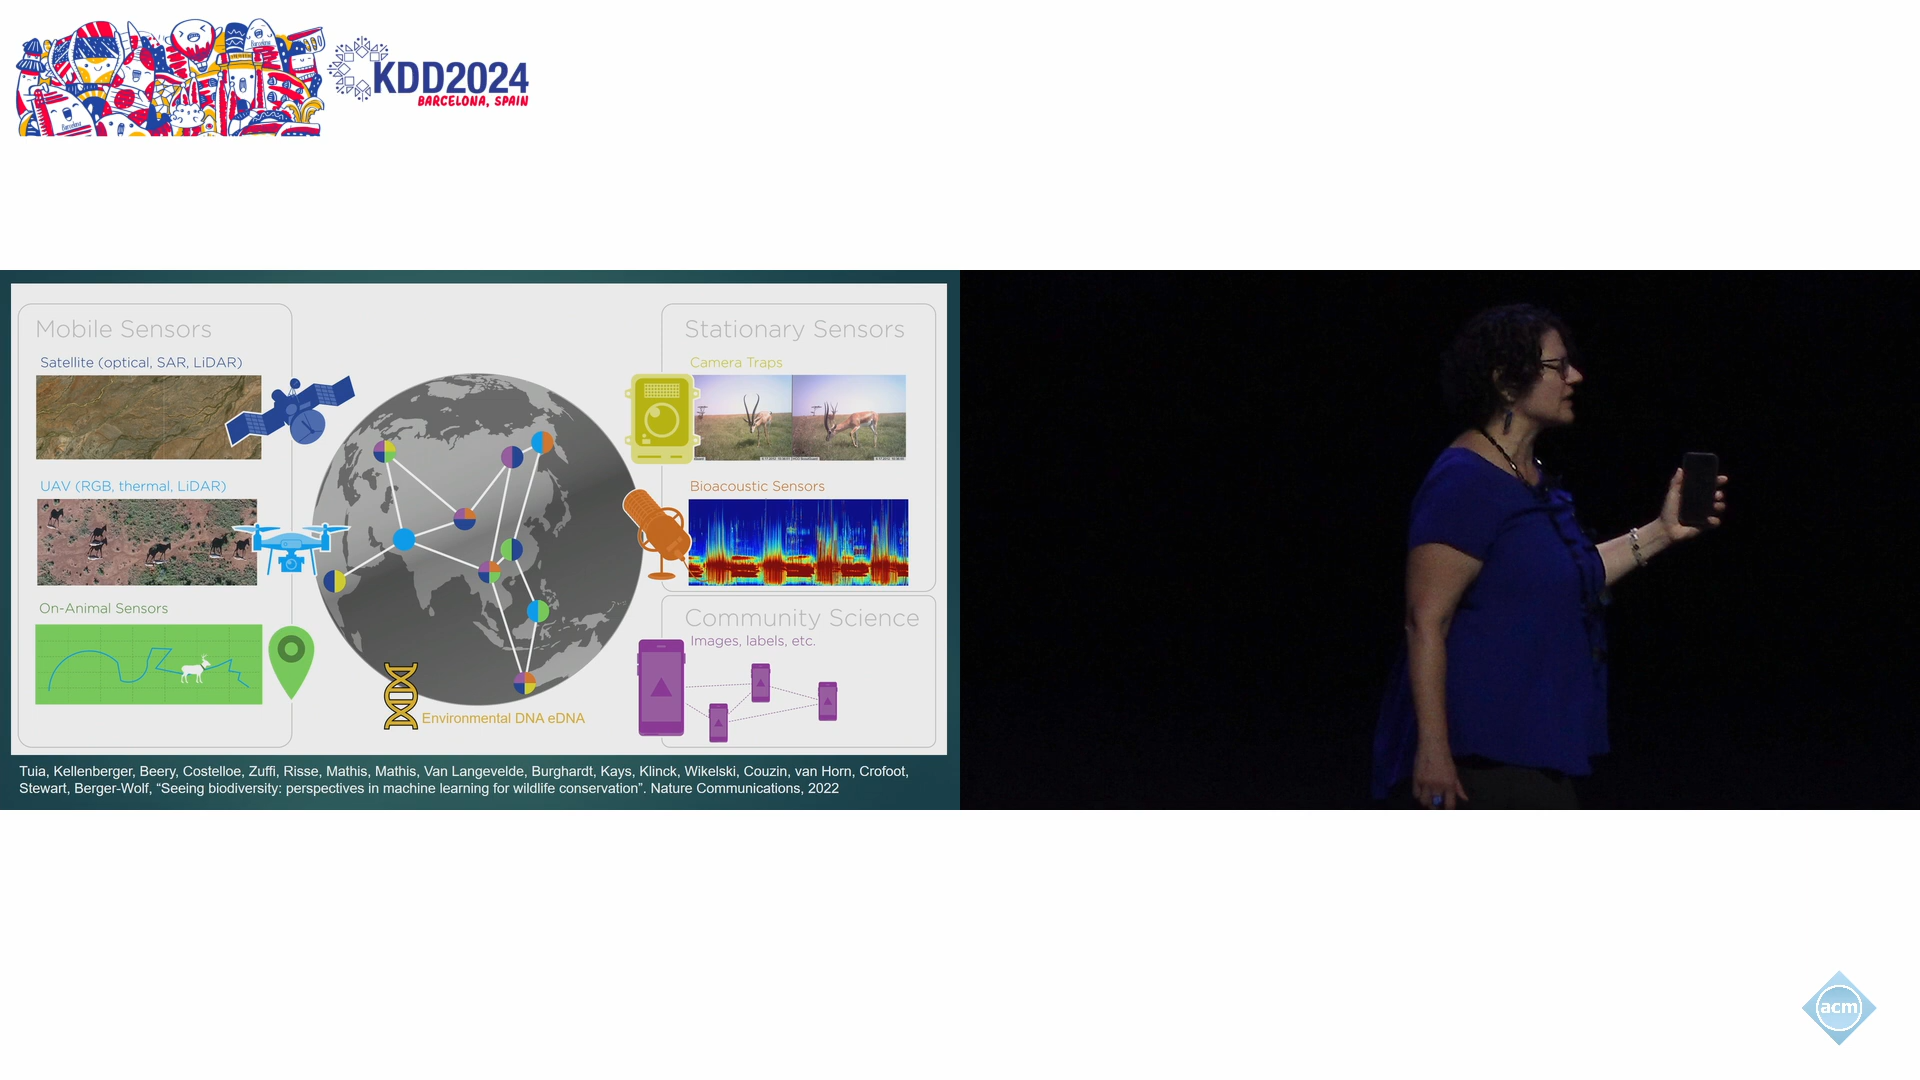 KDD2024
BARCELONA, SPAIN
Mobile Sensors
Satellite (optical, SAR, LiDAR)
UAV (RGB, thermal, LiDAR)
On-Animal Sensors
Environmental DNA eDNA
Stationary Sensors
Camera Traps
Bioacoustic Sensors
Community Science
Images, labels, etc.
Tuia, Kellenberger, Beery, Costelloe, Zuffi, Risse, Mathis, Mathis, Van Langevelde, Burghardt, Kays, Klinck, Wikelski, Couzin, van Horn, Crofoot,
Stewart, Berger-Wolf, “Seeing biodiversity: perspectives in machine learning for wildlife conservation”. Nature Communications, 2022
acm